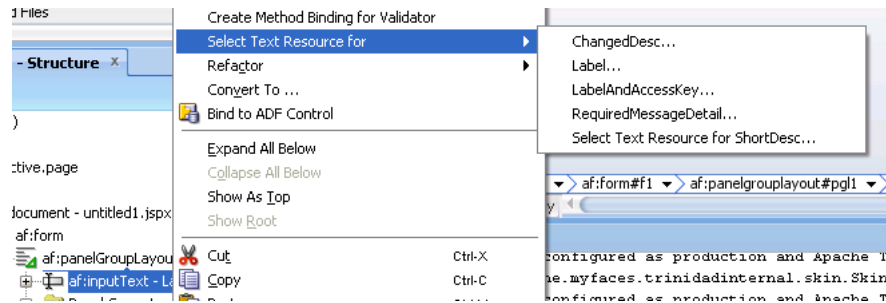 Files
Create Method Binding for Validator
Select Text Resource for
ChangedDesc...
- Structure x
Refactor
Label...
Convert To ...
LabelAndAccessKey...
Bind to ADF Control
RequiredMessageDetail...
)
Select Text Resource for ShortDesc...
Expand All Below
ctive.page
Collapse All Below
af:form#f1
af:panelgrouplayout#pgl1
Show As Top
document - untitled1.jspx
Show Root
af:form
af:panelGroupLayou
Cut Ctrl-X
configured as production and Apache T
af:inputText - La
Copy Ctrl-C
ne.myfaces.trinidadinternal.skin.Skin
configured as production and Apache T